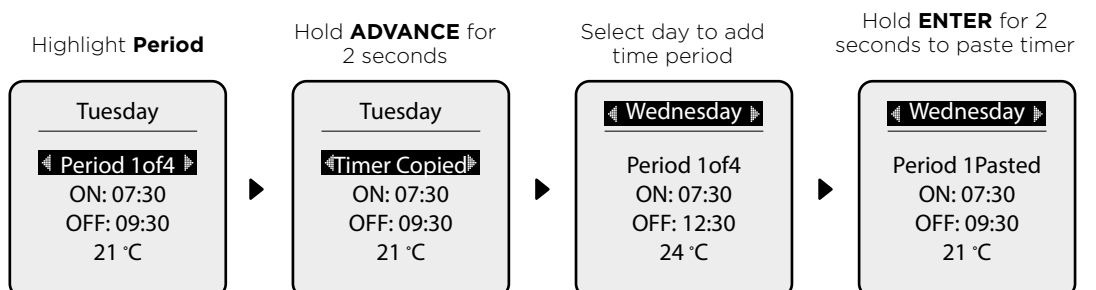 Highlight Period
Hold ADVANCE for
2 seconds
Select day to add
time period
Hold ENTER for 2
seconds to paste timer
Tuesday
Period 1of4
ON: 07:30
OFF: 09:30
21 °C
Tuesday
Timer Copied
ON: 07:30
OFF: 09:30
21 °C
Wednesday
Period 1of4
ON: 07:30
OFF: 12:30
24 °C
Wednesday
Period 1Pasted
ON: 07:30
OFF: 09:30
21 °C